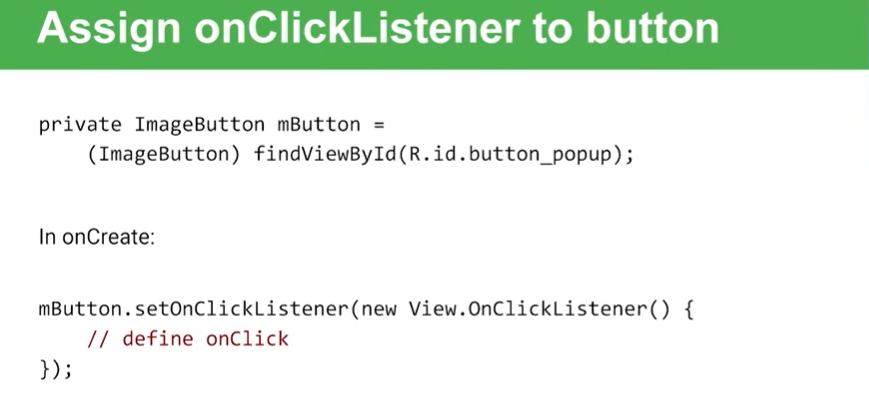 Assign onClickListener to button
private ImageButton mButton =
(ImageButton) findViewById(R.id.button_popup);
In onCreate:
mButton.setOnClickListener(new View.OnClickListener() {
// define onClick
});